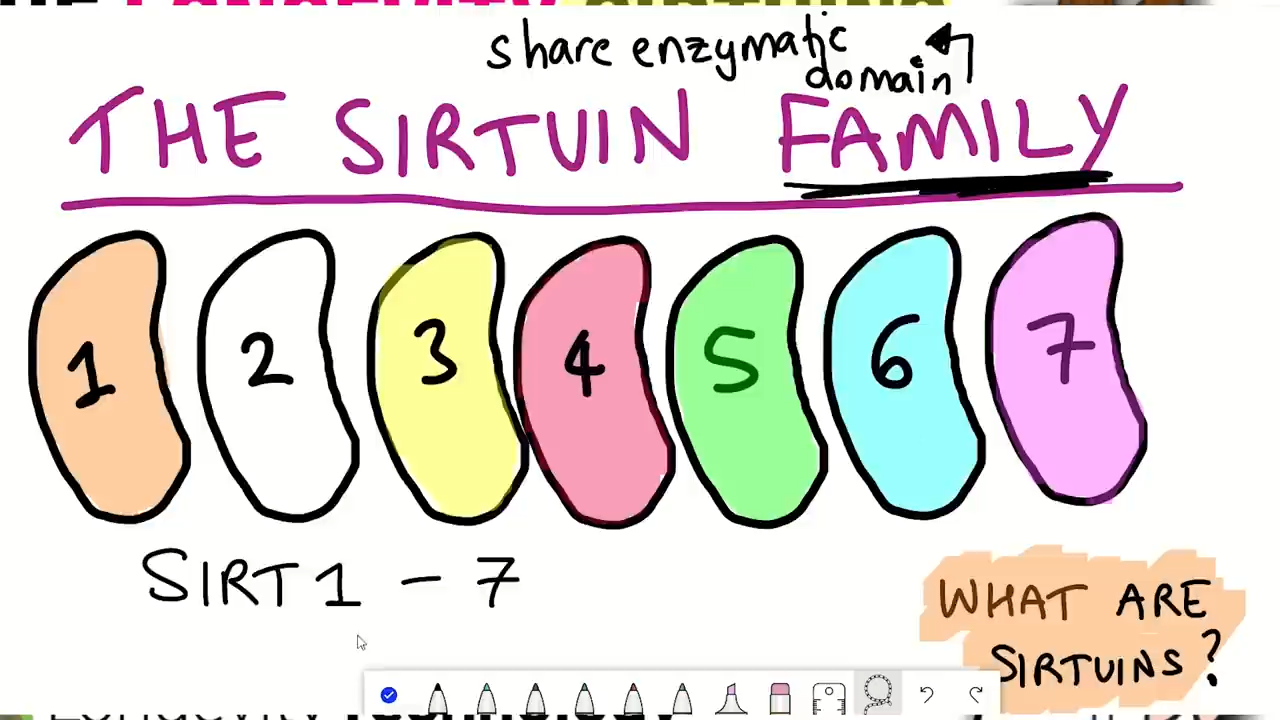 share enzymatic
domain
THE SIRTUIN FAMILY
1 2 3 4 5 6 7
SIRT 1 - 7
WHAT ARE
SIRTUINS?